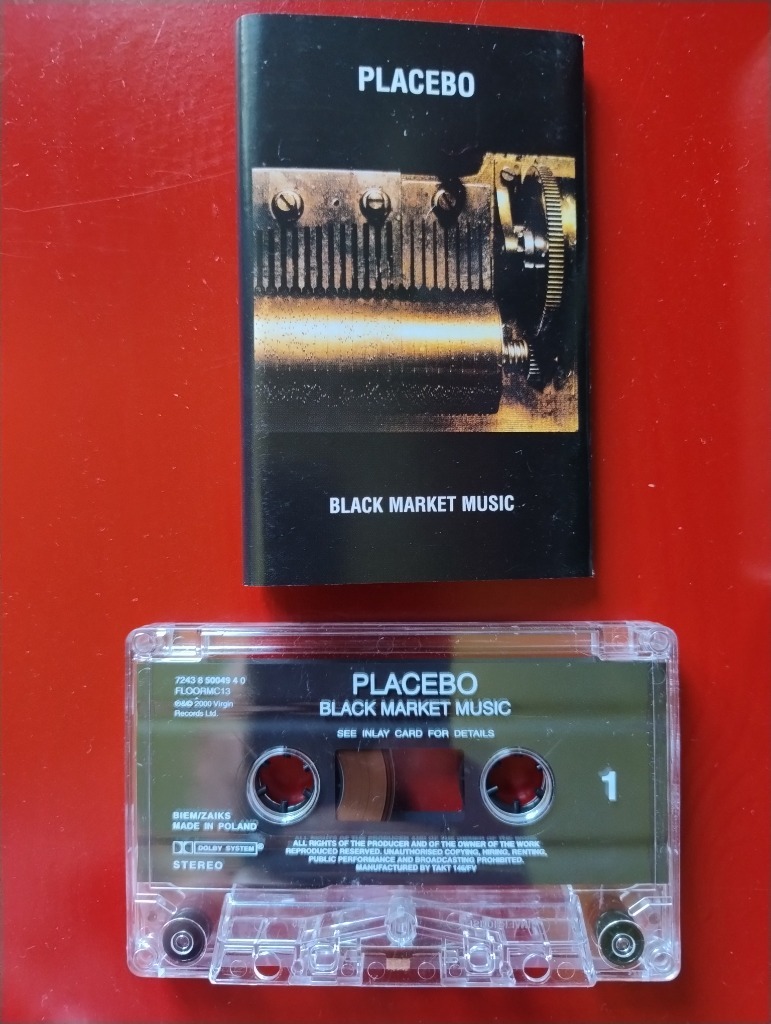 PLACEBO
BLACK MARKET MUSIC
7243 8 50049 4 0
FLOORMC13
℗&© 2000 Virgin
Records Ltd.
PLACEBO
BLACK MARKET MUSIC
SEE INLAY CARD FOR DETAILS
1
BIEM/ZAIKS
MADE IN POLAND
DOLBY SYSTEM®
STEREO
ALL RIGHTS OF THE PRODUCER AND OF THE OWNER OF THE WORK
REPRODUCED RESERVED. UNAUTHORISED COPYING, HIRING, RENTING,
PUBLIC PERFORMANCE AND BROADCASTING PROHIBITED.
MANUFACTURED BY TAKT